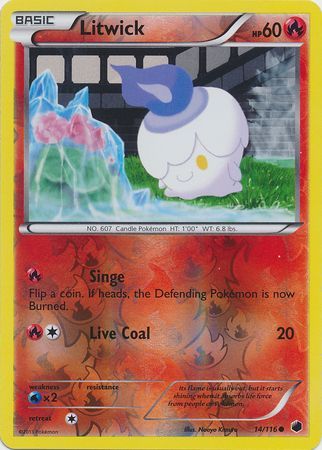 BASIC
Litwick
HP60
NO. 607 Candle Pokémon HT: 1'00" WT: 6.8 lbs.
Singe
Flip a coin. If heads, the Defending Pokémon is now
Burned.
Live Coal 20
weakness resistance
×2
retreat
Its flame is usually out, but it starts
shining when it absorbs life force
from people or Pokémon.
©2013 Pokémon
Illus. Naoyo Kimura
14/116